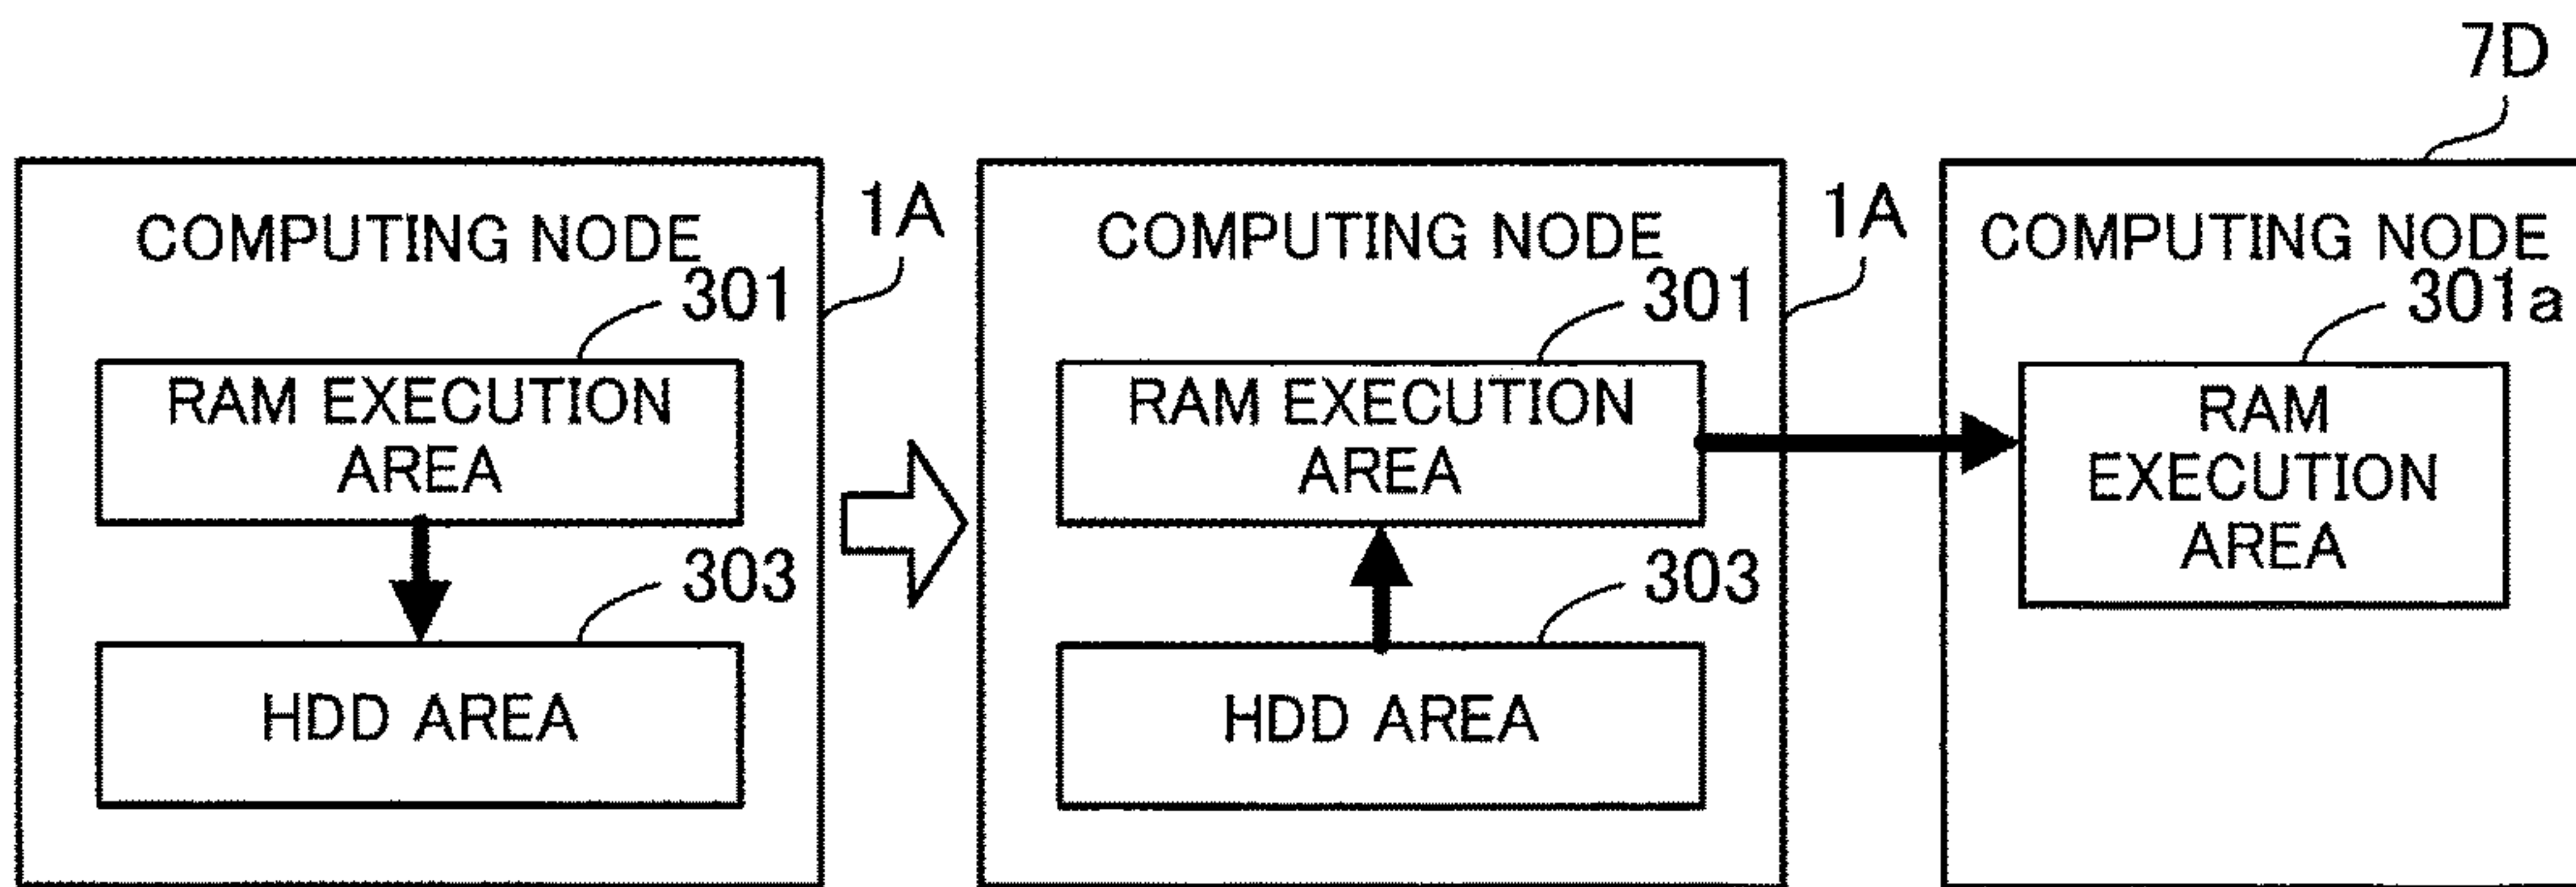 7D
COMPUTING NODE
1A
301
RAM EXECUTION
AREA
303
HDD AREA
COMPUTING NODE
1A
301
RAM EXECUTION
AREA
303
HDD AREA
COMPUTING NODE
301a
RAM
EXECUTION
AREA